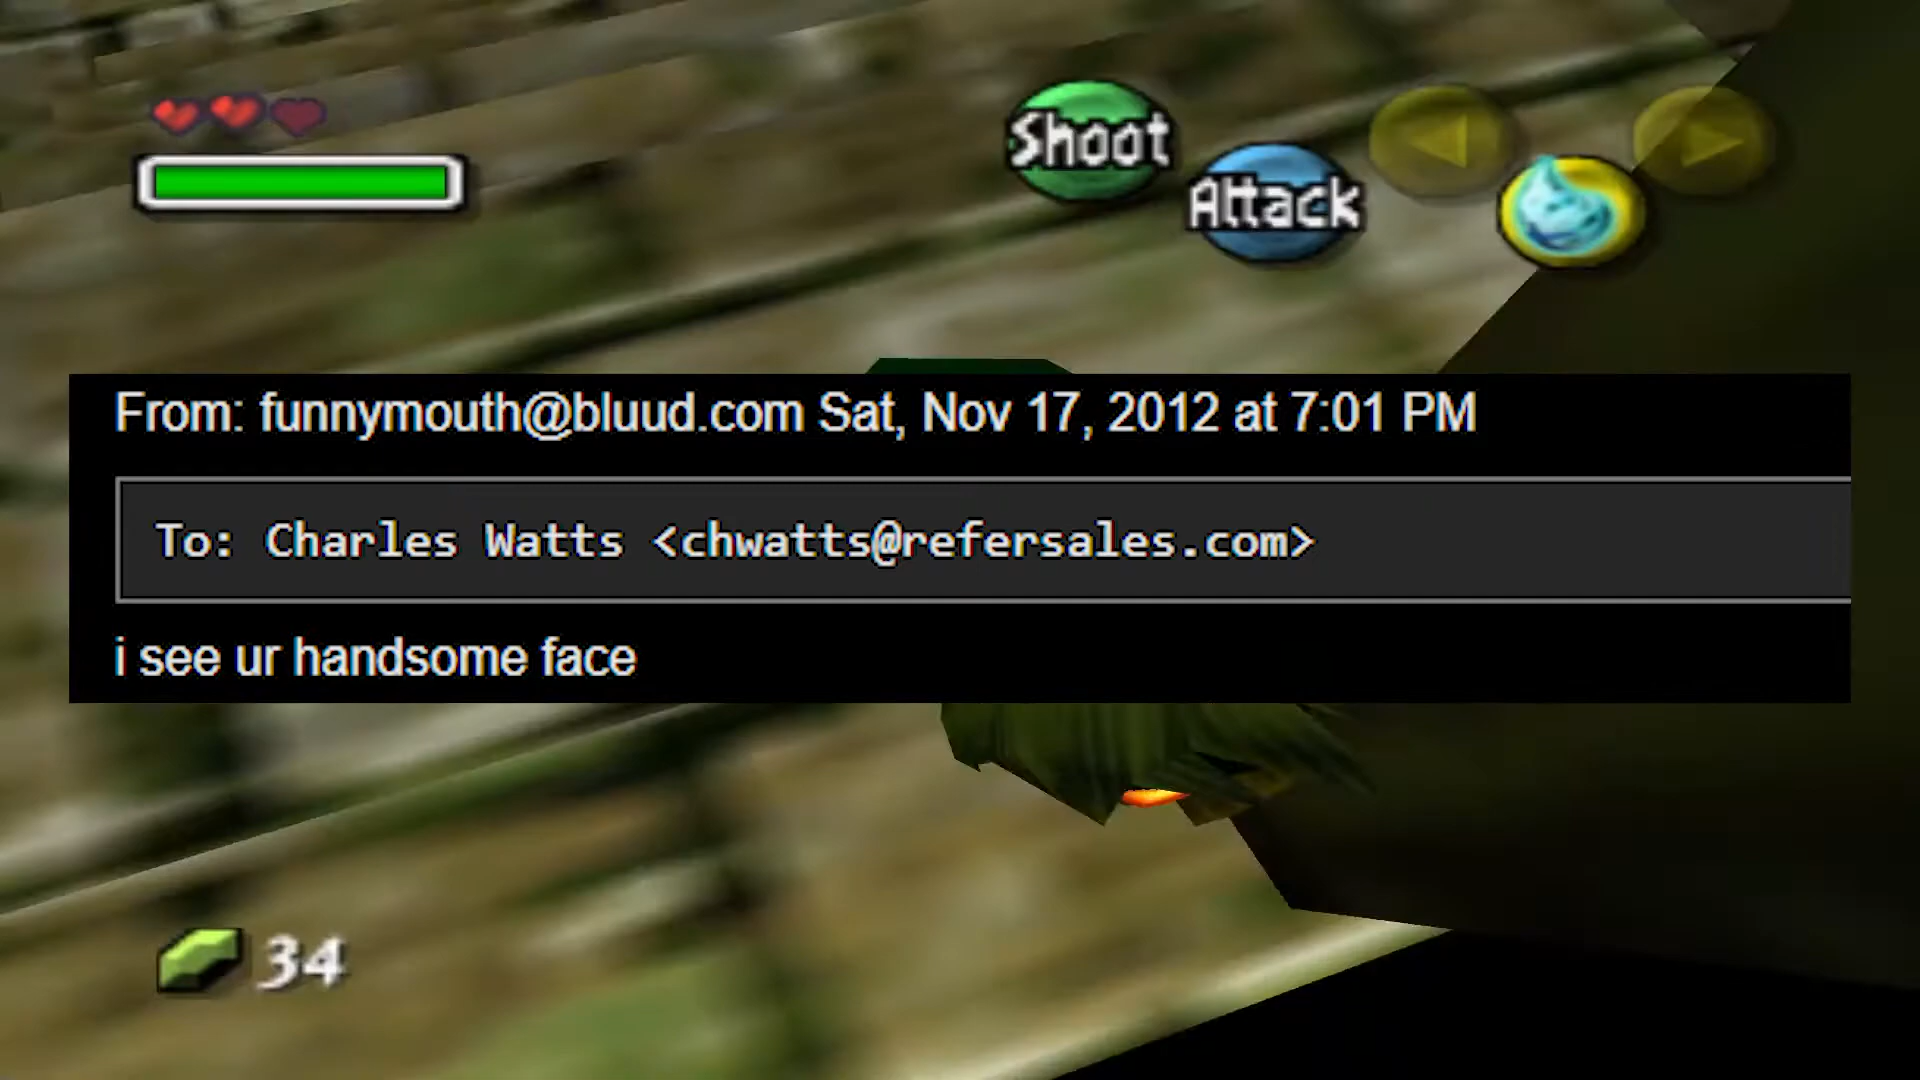 Shoot
Attack
From: funnymouth@bluud.com Sat, Nov 17, 2012 at 7:01 PM
To: Charles Watts <chwatts@refersales.com>
i see ur handsome face
34